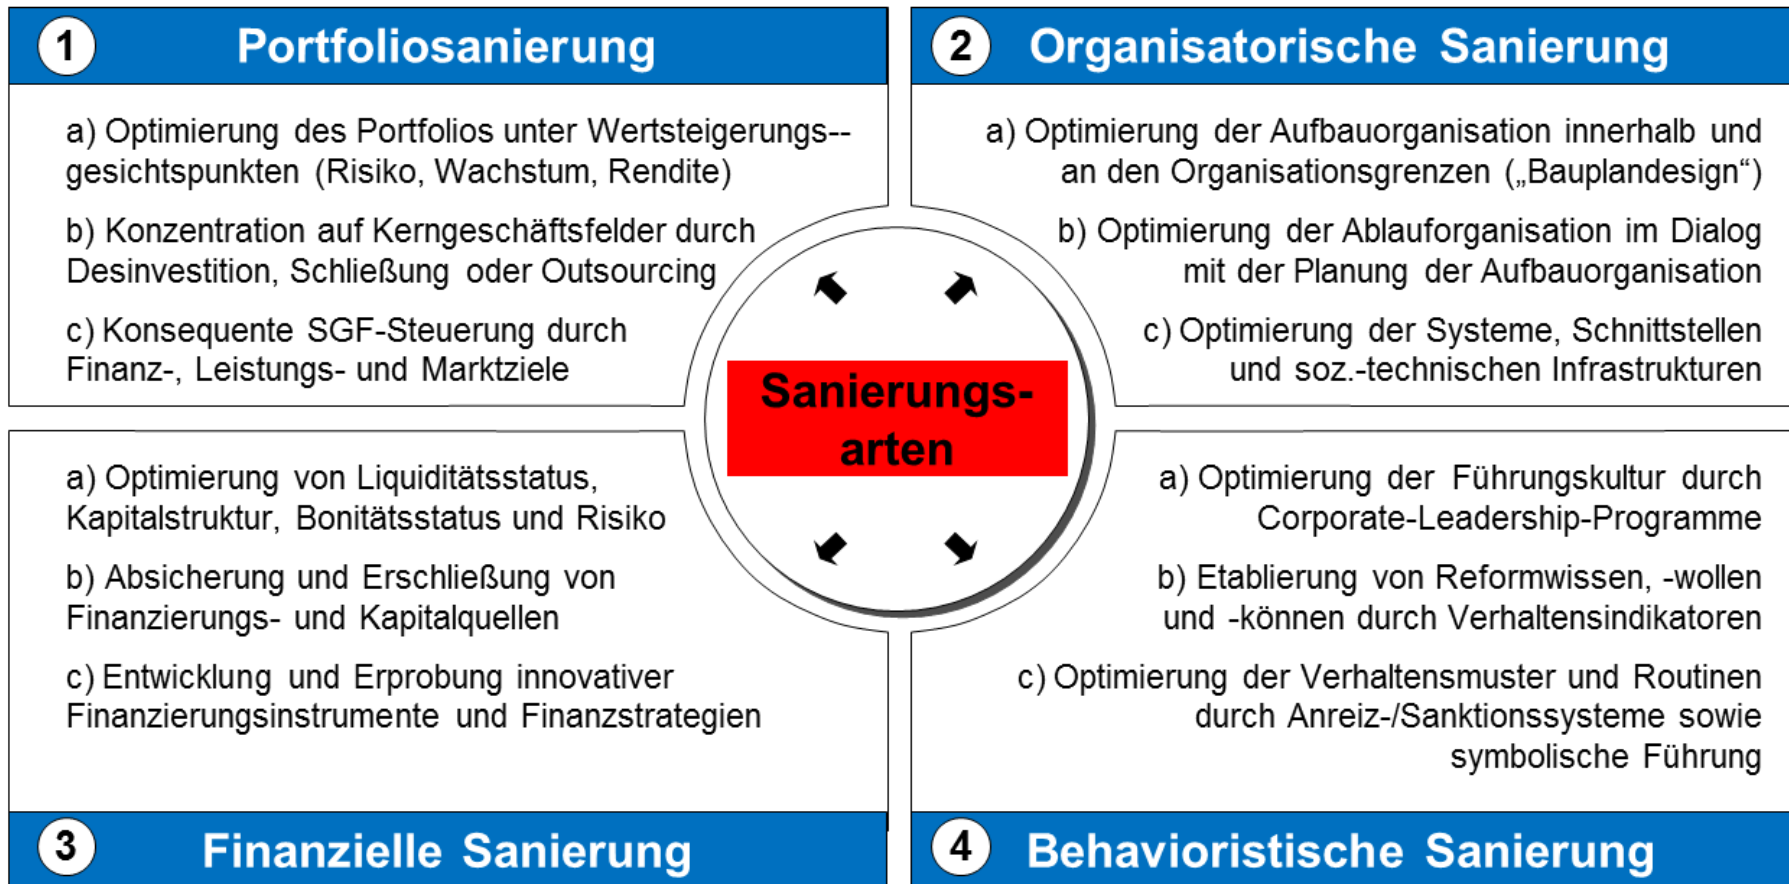 1 Portfoliosanierung
a) Optimierung des Portfolios unter Wertsteigerungs--
gesichtspunkten (Risiko, Wachstum, Rendite)
b) Konzentration auf Kerngeschäftsfelder durch
Desinvestition, Schließung oder Outsourcing
c) Konsequente SGF-Steuerung durch
Finanz-, Leistungs- und Marktziele
2 Organisatorische Sanierung
a) Optimierung der Aufbauorganisation innerhalb und
an den Organisationsgrenzen („Bauplandesign“)
b) Optimierung der Ablauforganisation im Dialog
mit der Planung der Aufbauorganisation
c) Optimierung der Systeme, Schnittstellen
und soz.-technischen Infrastrukturen
Sanierungs-
arten
a) Optimierung von Liquiditätsstatus,
Kapitalstruktur, Bonitätsstatus und Risiko
b) Absicherung und Erschließung von
Finanzierungs- und Kapitalquellen
c) Entwicklung und Erprobung innovativer
Finanzierungsinstrumente und Finanzstrategien
3 Finanzielle Sanierung
a) Optimierung der Führungskultur durch
Corporate-Leadership-Programme
b) Etablierung von Reformwissen, -wollen
und -können durch Verhaltensindikatoren
c) Optimierung der Verhaltensmuster und Routinen
durch Anreiz-/Sanktionssysteme sowie
symbolische Führung
4 Behavioristische Sanierung